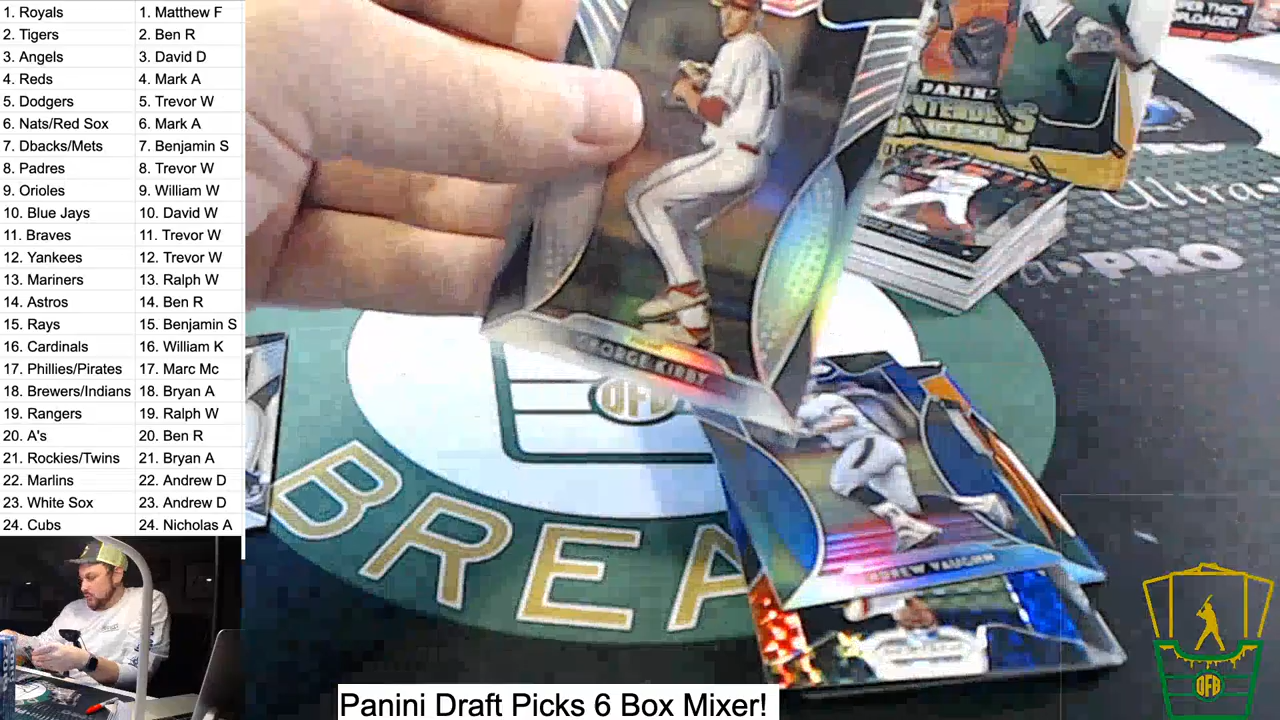 1. Royals 1. Matthew F
2. Tigers 2. Ben R
3. Angels 3. David D
4. Reds 4. Mark A
5. Dodgers 5. Trevor W
6. Nats/Red Sox 6. Mark A
7. Dbacks/Mets 7. Benjamin S
8. Padres 8. Trevor W
9. Orioles 9. William W
10. Blue Jays 10. David W
11. Braves 11. Trevor W
12. Yankees 12. Trevor W
13. Mariners 13. Ralph W
14. Astros 14. Ben R
15. Rays 15. Benjamin S
16. Cardinals 16. William K
17. Phillies/Pirates 17. Marc Mc
18. Brewers/Indians 18. Bryan A
19. Rangers 19. Ralph W
20. A's 20. Ben R
21. Rockies/Twins 21. Bryan A
22. Marlins 22. Andrew D
23. White Sox 23. Andrew D
24. Cubs 24. Nicholas A
SUPER THICK
PANINI
Ultra
PRO
GEORGE KIRBY
OFB
BREA
ANDREW VAUGHN
OFB
Panini Draft Picks 6 Box Mixer!